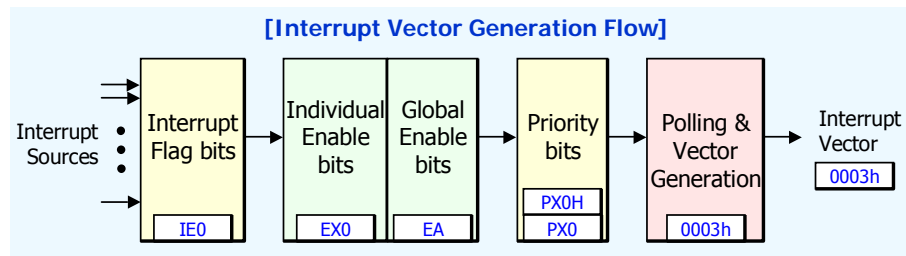 [Interrupt Vector Generation Flow]
Interrupt
Sources
Interrupt
Flag bits
IE0
Individual
Enable
bits
EX0
Global
Enable
bits
EA
Priority
bits
PX0H
PX0
Polling &
Vector
Generation
0003h
Interrupt
Vector
0003h